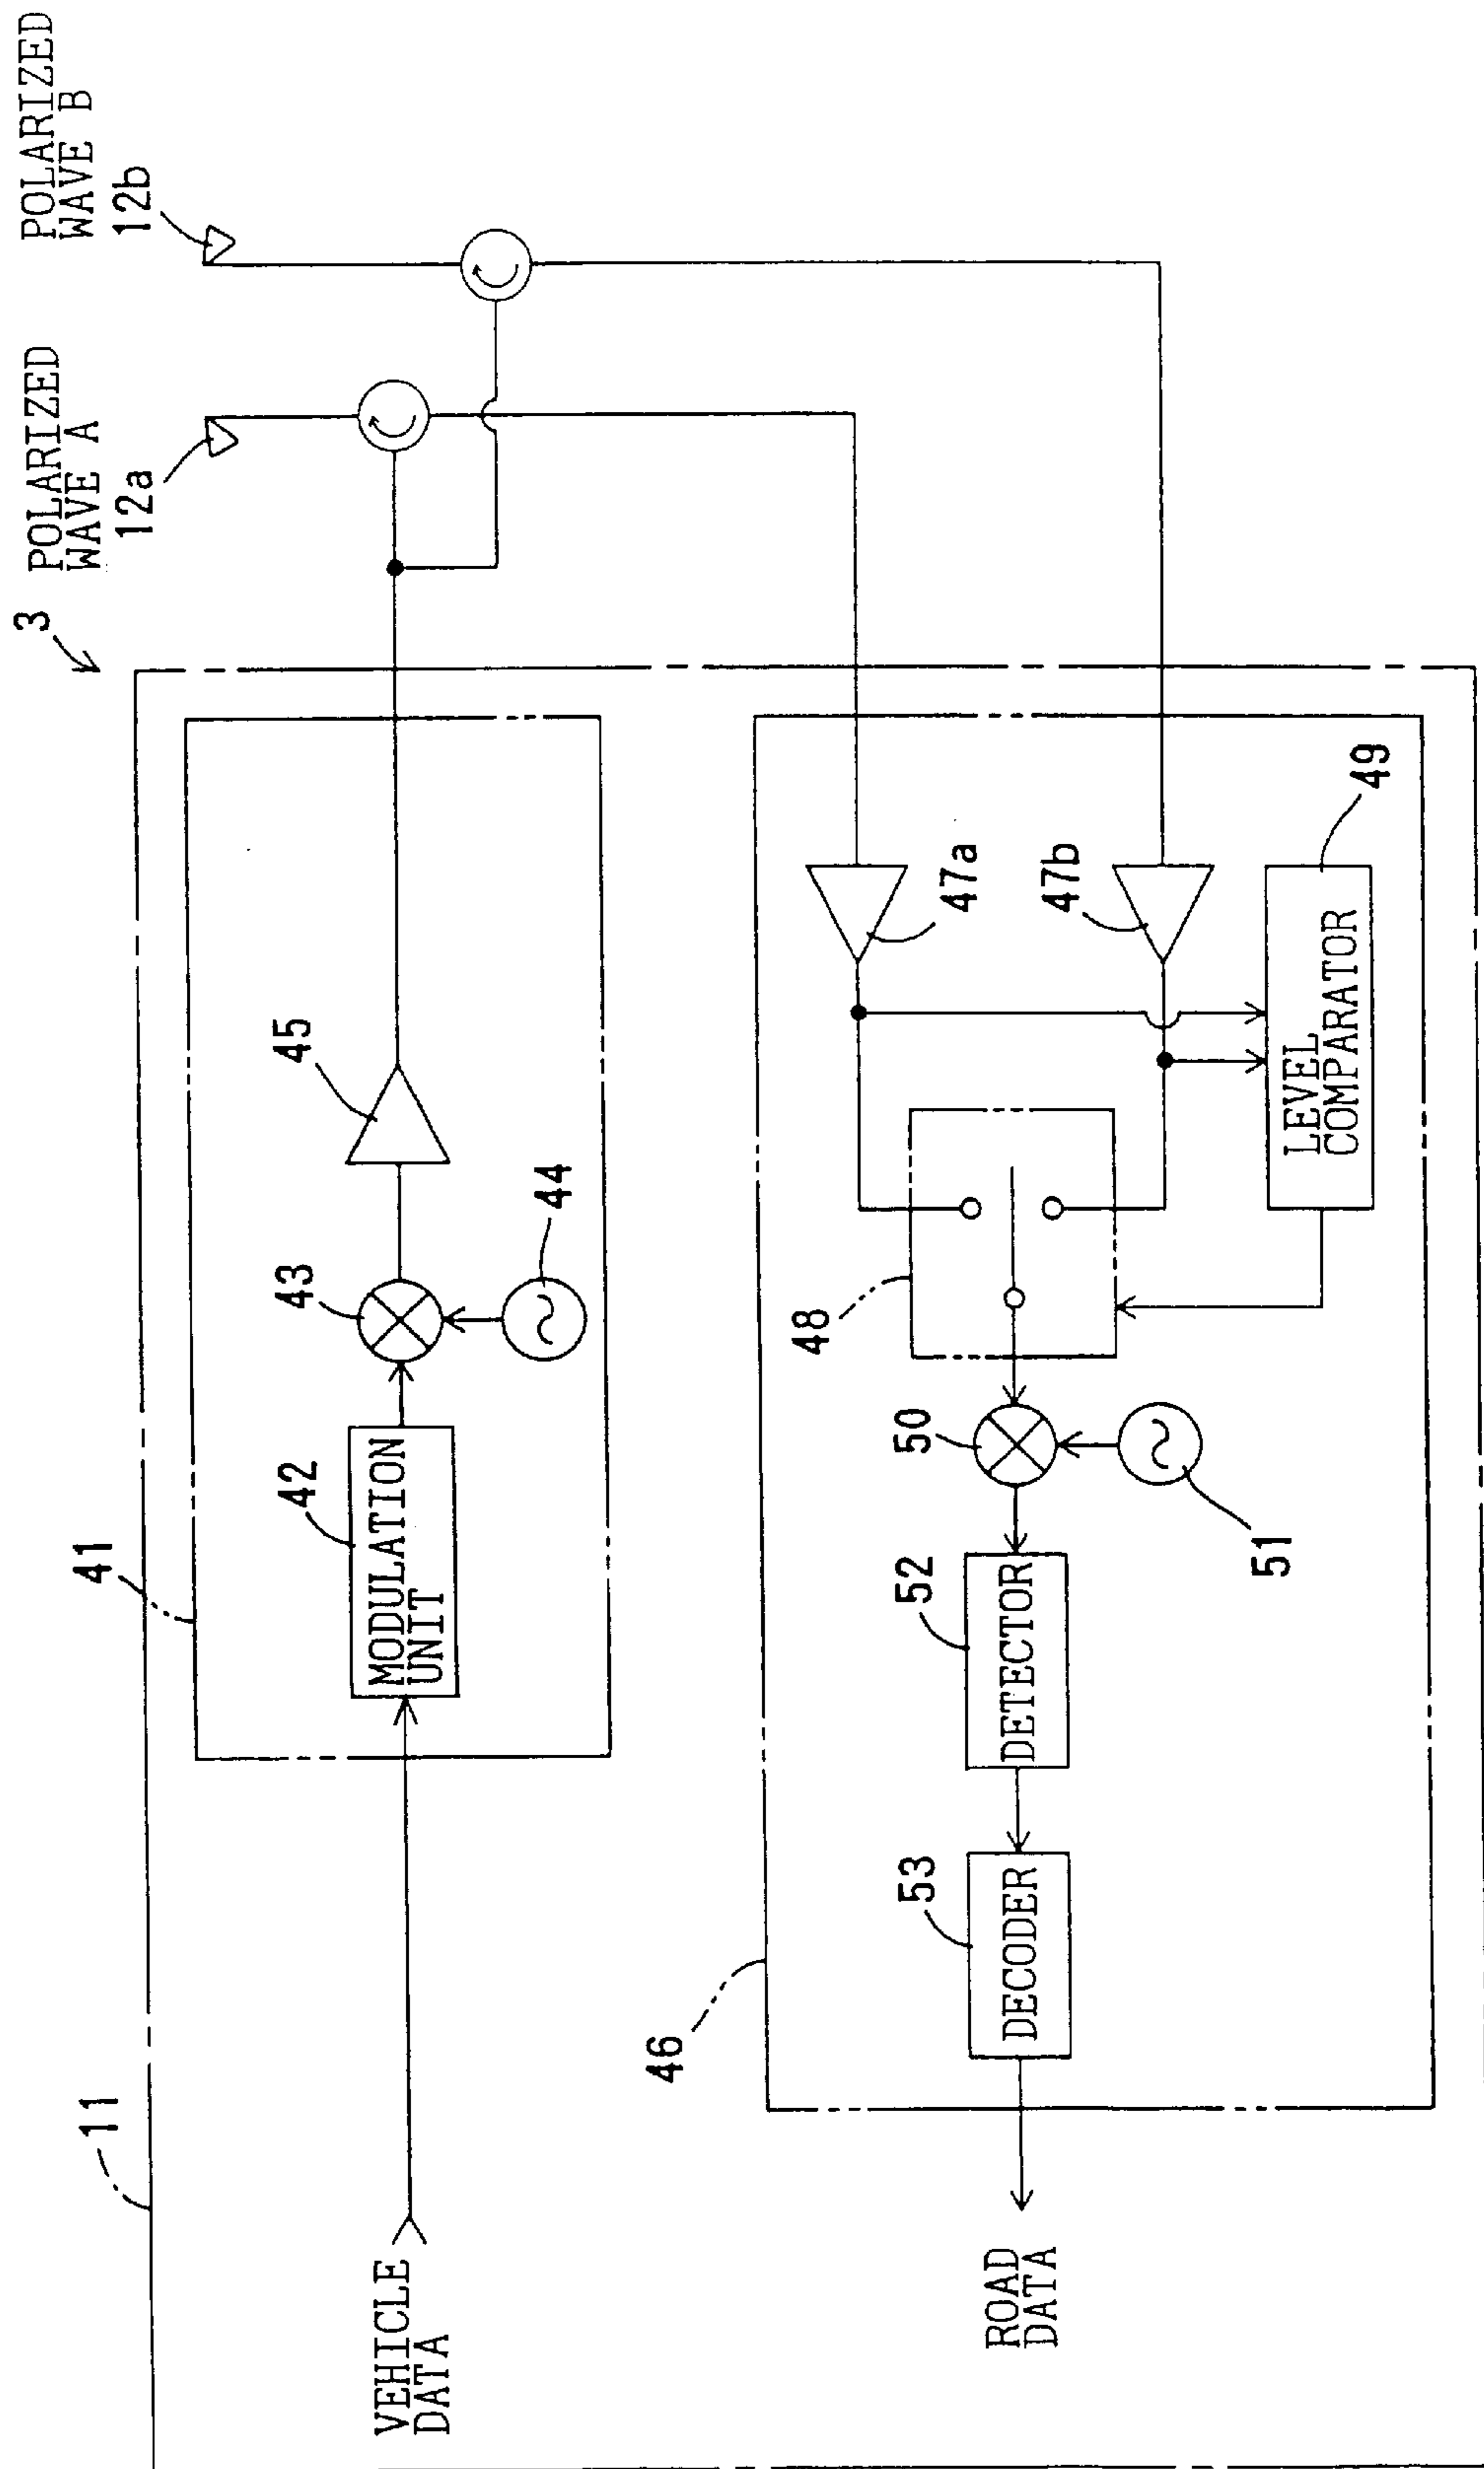 POLARIZED
WAVE B
12b
POLARIZED
WAVE A
12a
3
11
41
42
MODULATION
UNIT
43
44
45
VEHICLE
DATA
46
47a
47b
48
49
LEVEL
COMPARATOR
50
51
52
DETECTOR
53
DECODER
ROAD
DATA